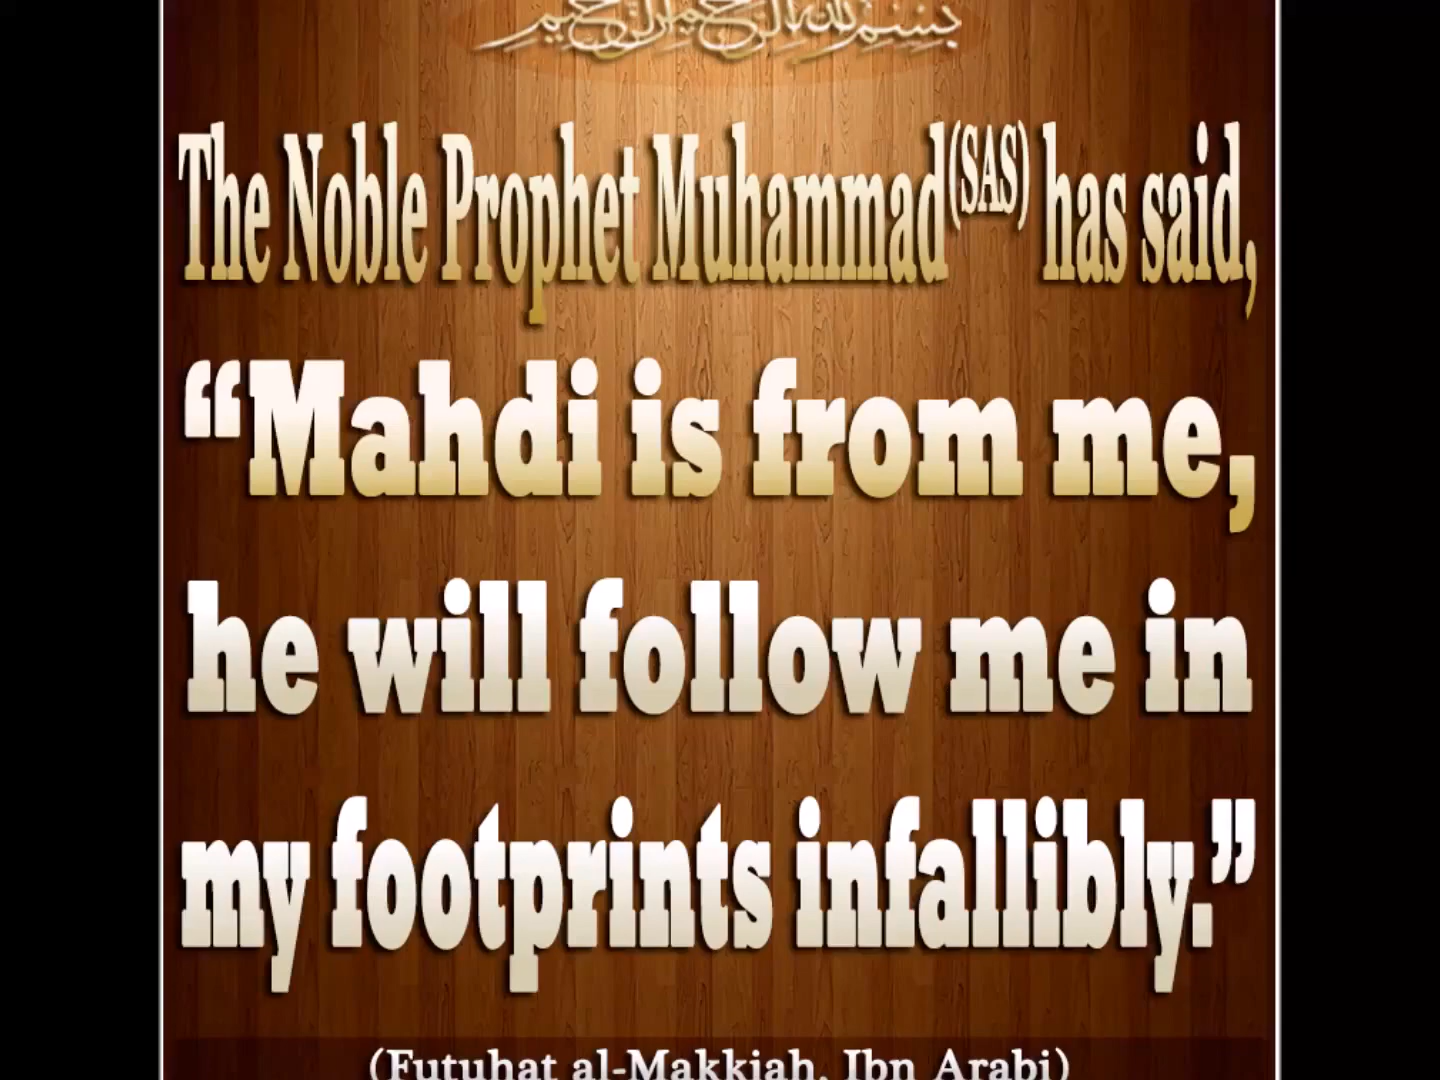 بسم الله الرحمن الرحيم
The Noble Prophet Muhammad(SAS) has said,
“Mahdi is from me,
he will follow me in
my footprints infallibly.”
(Futuhat al-Makkiah, Ibn Arabi)